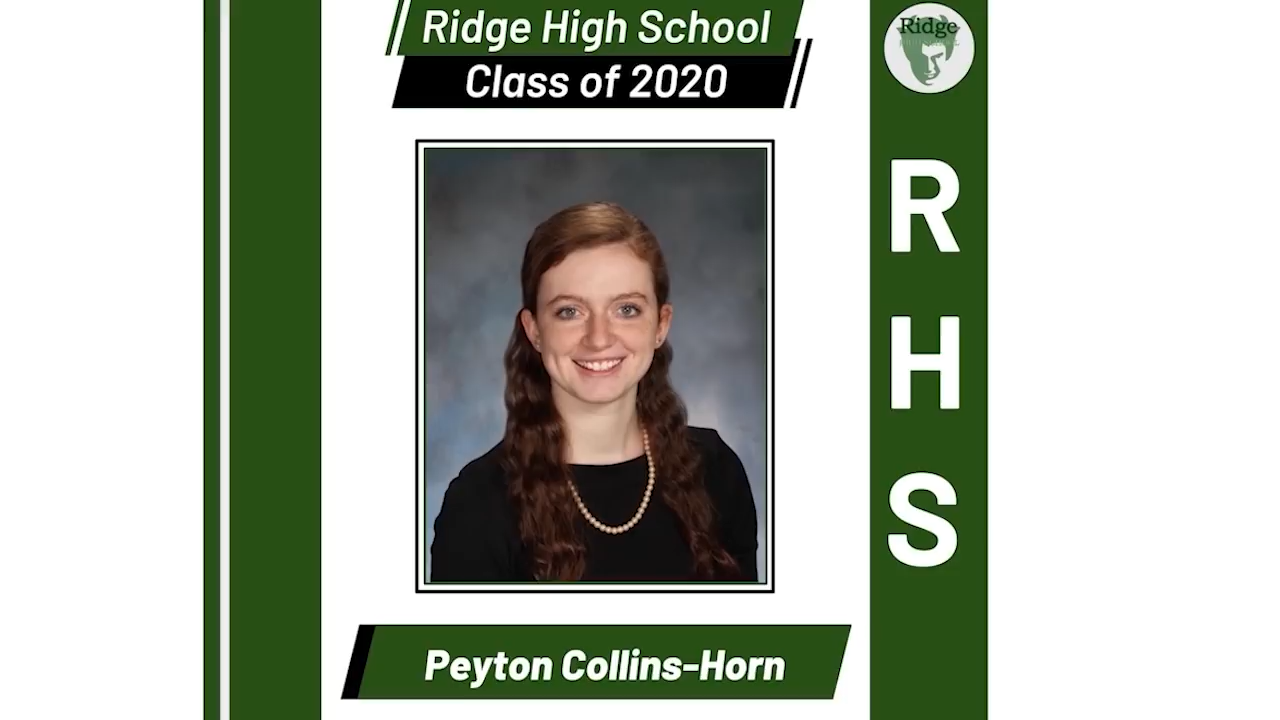 Ridge High School
Class of 2020
Ridge
R
H
S
Peyton Collins-Horn